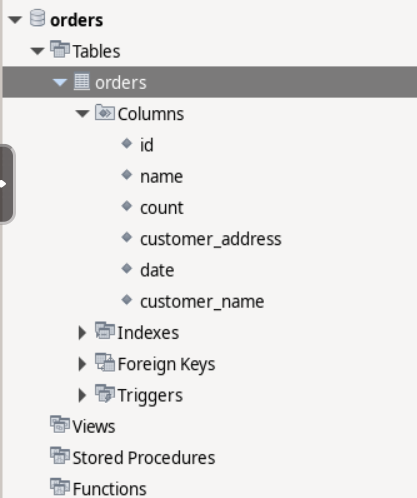 orders
Tables
orders
Columns
id
name
count
customer_address
date
customer_name
Indexes
Foreign Keys
Triggers
Views
Stored Procedures
Functions